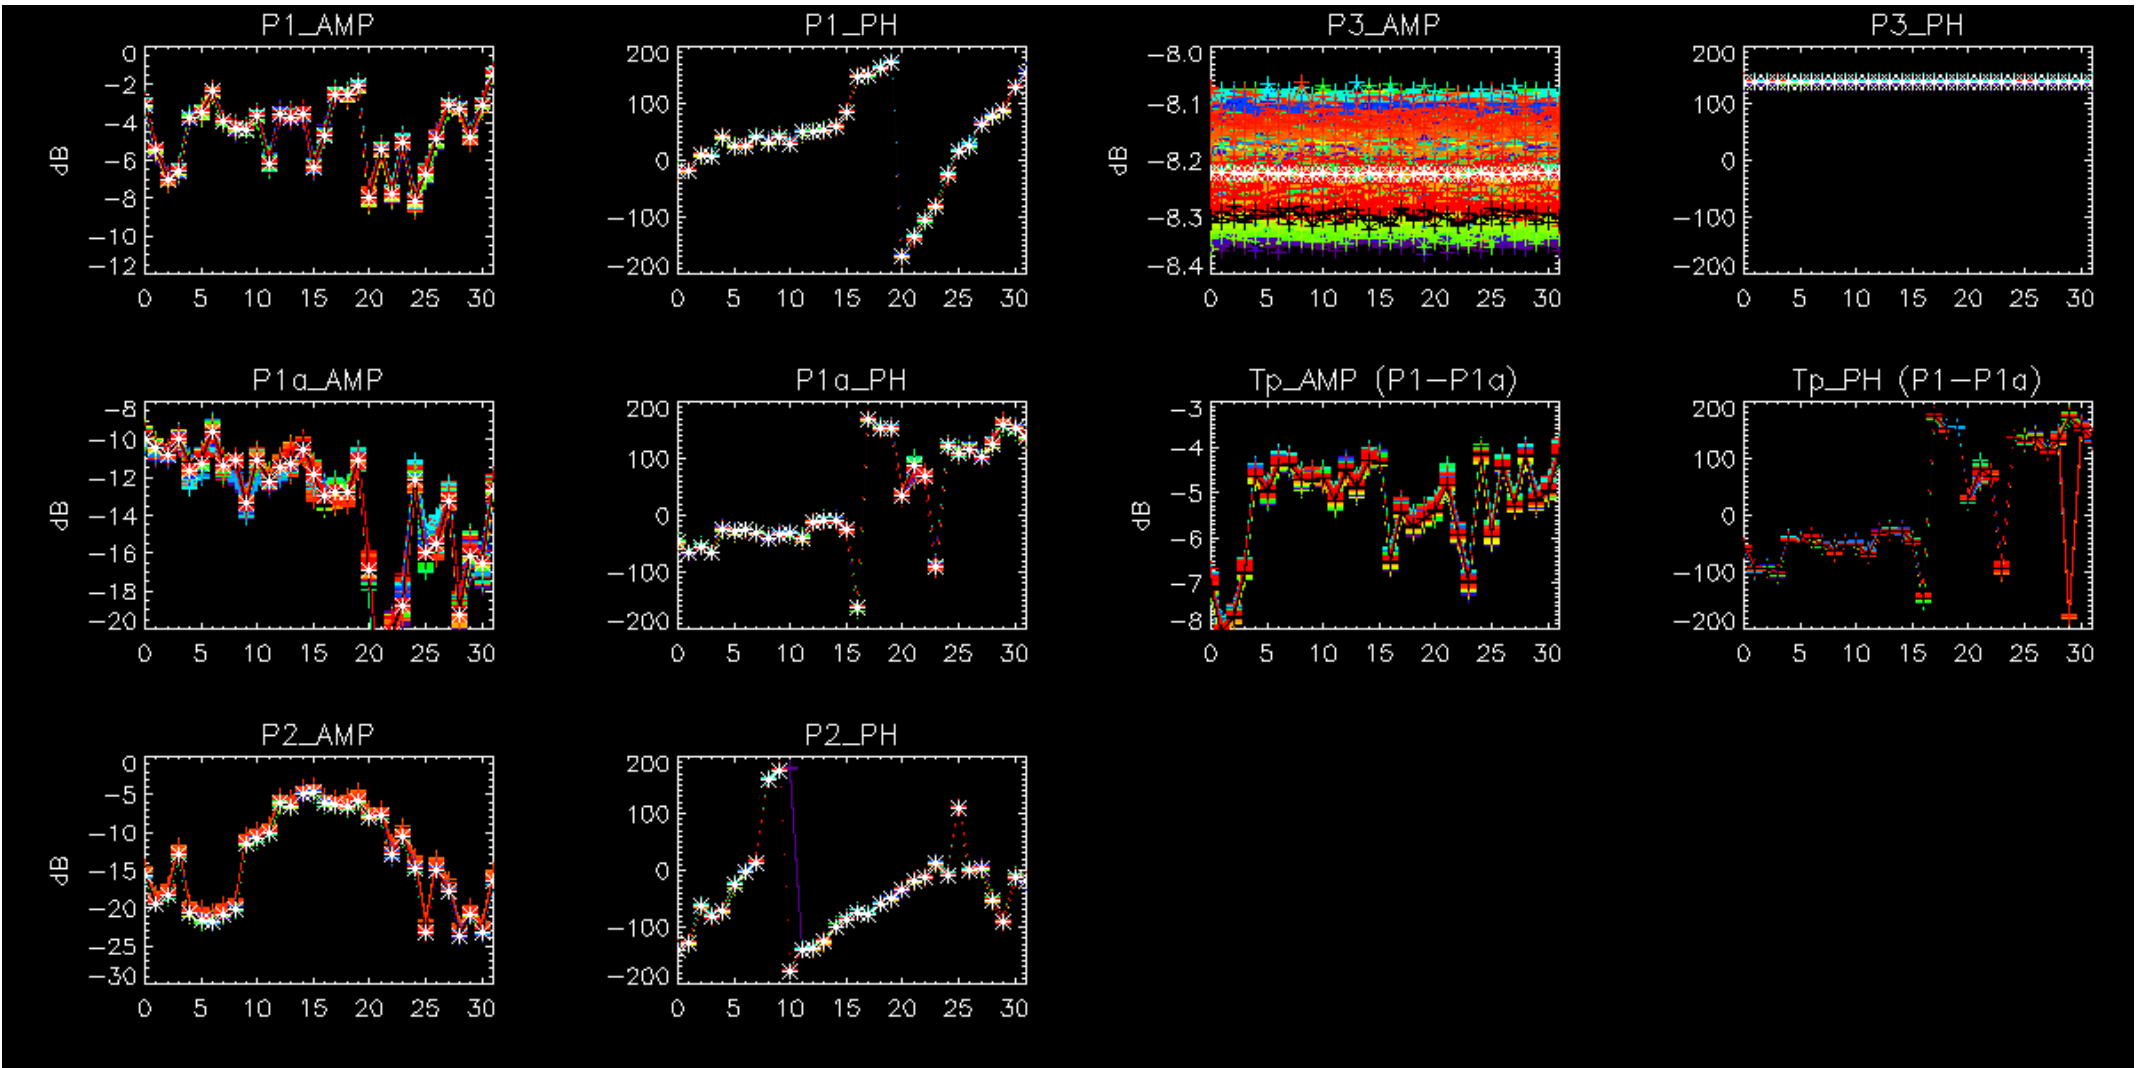 P1_AMP
P1_PH
P3_AMP
P3_PH
0
−2
−4
−6
−8
−10
−12
dB
0 5 10 15 20 25 30
200
100
0
−100
−200
0 5 10 15 20 25 30
−8.0
−8.1
−8.2
−8.3
−8.4
dB
0 5 10 15 20 25 30
200
100
0
−100
−200
0 5 10 15 20 25 30
P1a_AMP
P1a_PH
Tp_AMP (P1−P1a)
Tp_PH (P1−P1a)
−8
−10
−12
−14
−16
−18
−20
dB
0 5 10 15 20 25 30
200
100
0
−100
−200
0 5 10 15 20 25 30
−3
−4
−5
−6
−7
−8
dB
0 5 10 15 20 25 30
200
100
0
−100
−200
0 5 10 15 20 25 30
P2_AMP
P2_PH
0
−5
−10
−15
−20
−25
−30
dB
0 5 10 15 20 25 30
200
100
0
−100
−200
0 5 10 15 20 25 30